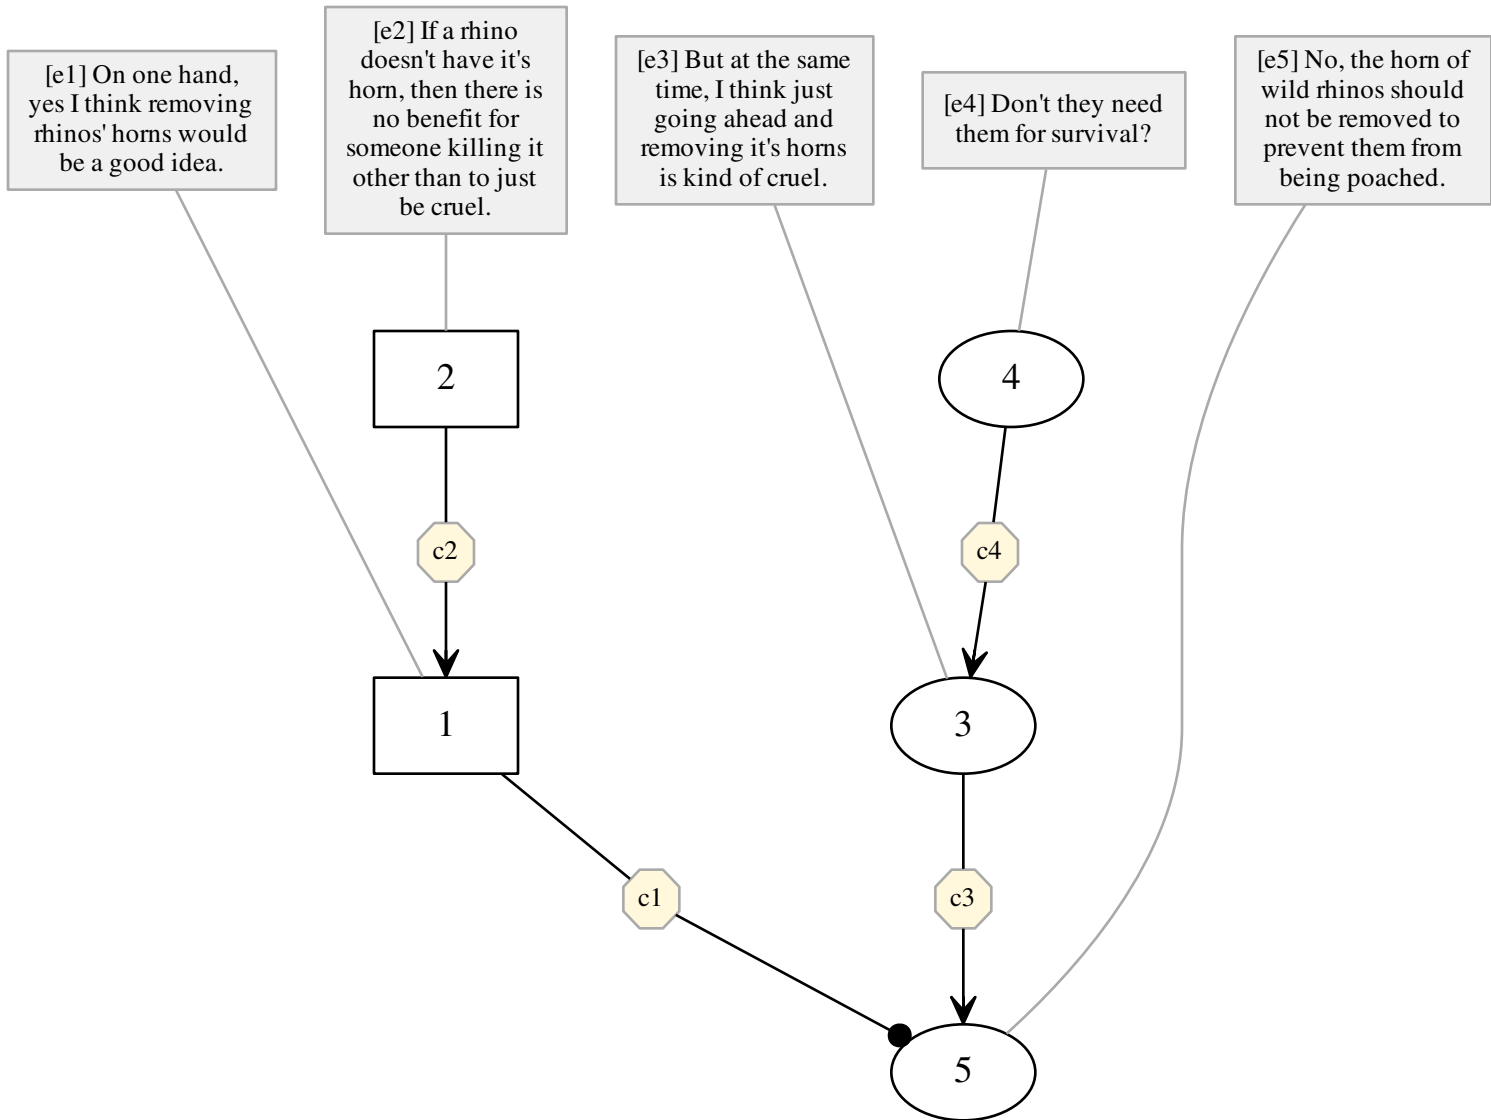 [e1] On one hand,
yes I think removing
rhinos' horns would
be a good idea.
[e2] If a rhino
doesn't have it's
horn, then there is
no benefit for
someone killing it
other than to just
be cruel.
[e3] But at the same
time, I think just
going ahead and
removing it's horns
is kind of cruel.
[e4] Don't they need
them for survival?
[e5] No, the horn of
wild rhinos should
not be removed to
prevent them from
being poached.
2
4
c2
c4
1
3
c1
c3
5